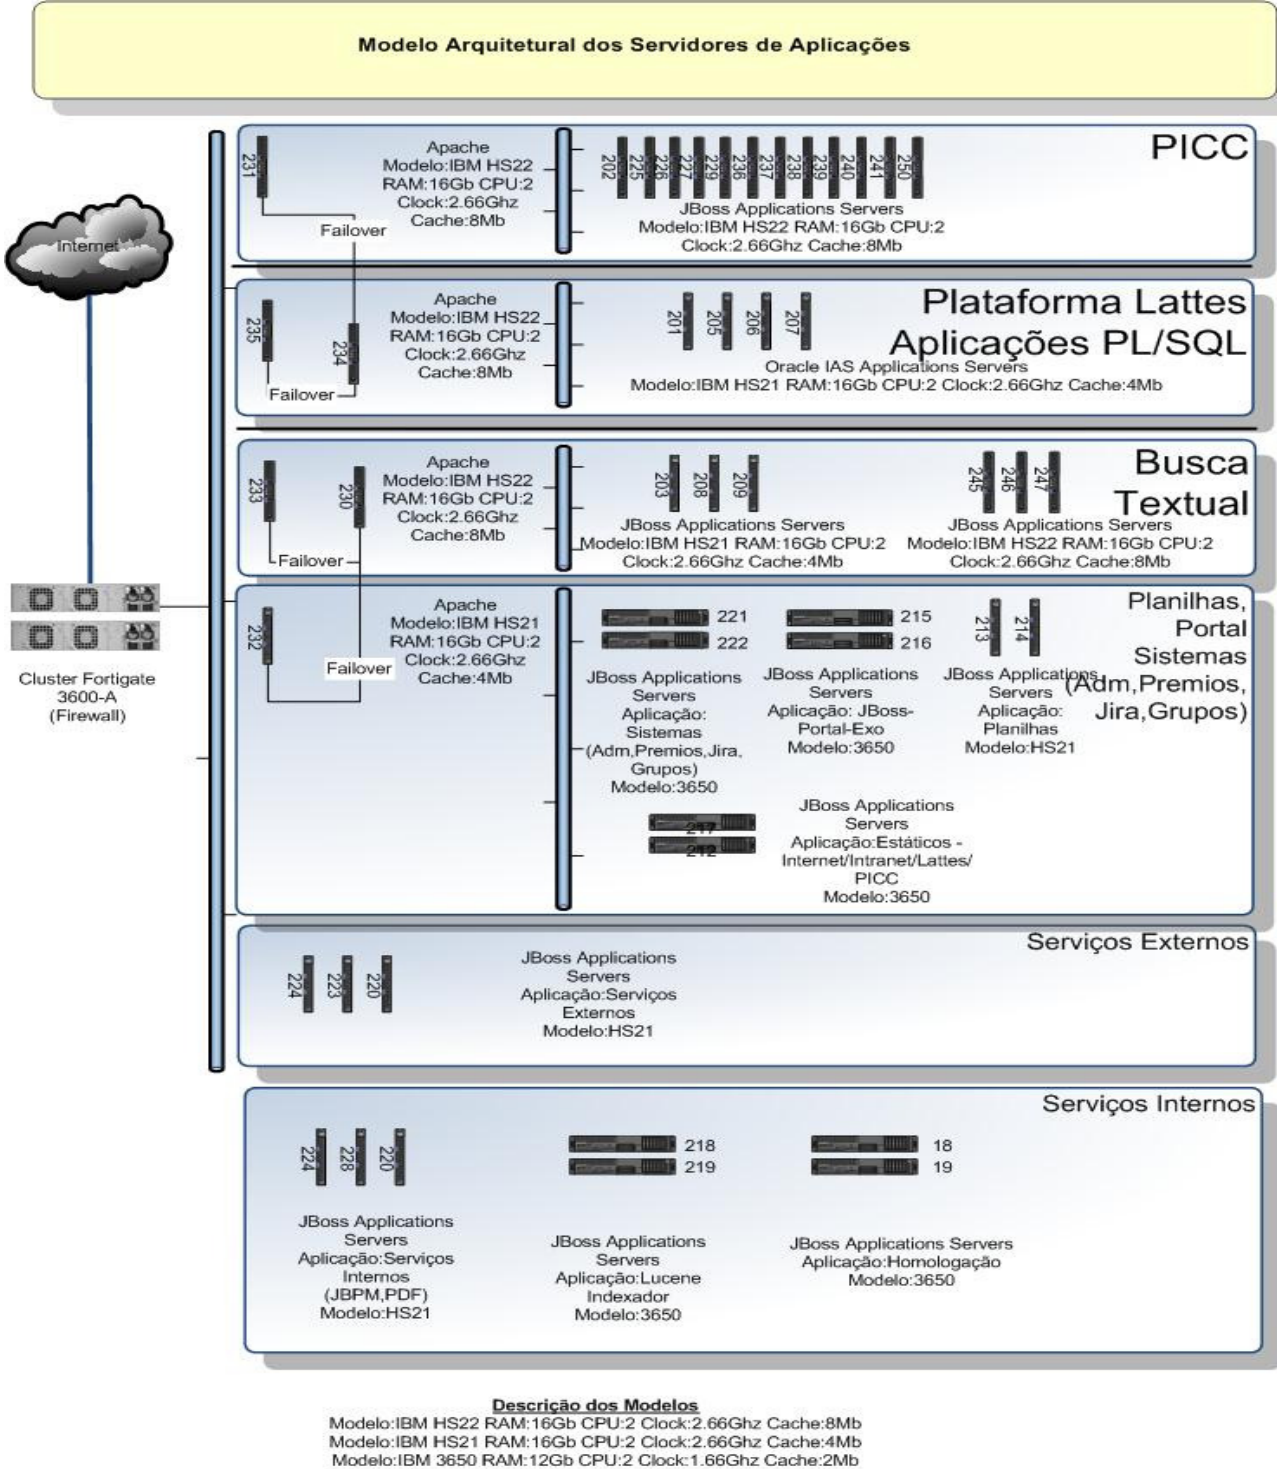 Modelo Arquitetural dos Servidores de Aplicações
Internet
Cluster Fortigate
3600-A
(Firewall)
PICC
231
Apache
Modelo:IBM HS22
RAM:16Gb CPU:2
Clock:2.66Ghz
Cache:8Mb
Failover
202
225
226
227
229
236
237
238
239
240
241
250
JBoss Applications Servers
Modelo:IBM HS22 RAM:16Gb CPU:2
Clock:2.66Ghz Cache:8Mb
Plataforma Lattes
Aplicações PL/SQL
235
234
Failover
Apache
Modelo:IBM HS22
RAM:16Gb CPU:2
Clock:2.66Ghz
Cache:8Mb
201
205
206
207
Oracle IAS Applications Servers
Modelo:IBM HS21 RAM:16Gb CPU:2 Clock:2.66Ghz Cache:4Mb
Busca
Textual
233
230
Failover
Apache
Modelo:IBM HS22
RAM:16Gb CPU:2
Clock:2.66Ghz
Cache:8Mb
203
208
209
JBoss Applications Servers
Modelo:IBM HS21 RAM:16Gb CPU:2
Clock:2.66Ghz Cache:4Mb
245
246
247
JBoss Applications Servers
Modelo:IBM HS22 RAM:16Gb CPU:2
Clock:2.66Ghz Cache:8Mb
Planilhas,
Portal
Sistemas
(Adm,Premios,
Jira,Grupos)
232
Failover
Apache
Modelo:IBM HS21
RAM:16Gb CPU:2
Clock:2.66Ghz
Cache:4Mb
221
222
JBoss Applications
Servers
Aplicação:
Sistemas
(Adm,Premios,Jira,
Grupos)
Modelo:3650
215
216
JBoss Applications
Servers
Aplicação: JBoss-
Portal-Exo
Modelo:3650
213
214
JBoss Applications
Servers
Aplicação:
Planilhas
Modelo:HS21
212
JBoss Applications
Servers
Aplicação:Estáticos -
Internet/Intranet/Lattes/
PICC
Modelo:3650
Serviços Externos
224
223
220
JBoss Applications
Servers
Aplicação:Serviços
Externos
Modelo:HS21
Serviços Internos
224
228
220
JBoss Applications
Servers
Aplicação:Serviços
Internos
(JBPM,PDF)
Modelo:HS21
218
219
JBoss Applications
Servers
Aplicação:Lucene
Indexador
Modelo:3650
18
19
JBoss Applications Servers
Aplicação:Homologação
Modelo:3650
Descrição dos Modelos
Modelo:IBM HS22 RAM:16Gb CPU:2 Clock:2.66Ghz Cache:8Mb
Modelo:IBM HS21 RAM:16Gb CPU:2 Clock:2.66Ghz Cache:4Mb
Modelo:IBM 3650 RAM:12Gb CPU:2 Clock:1.66Ghz Cache:2Mb